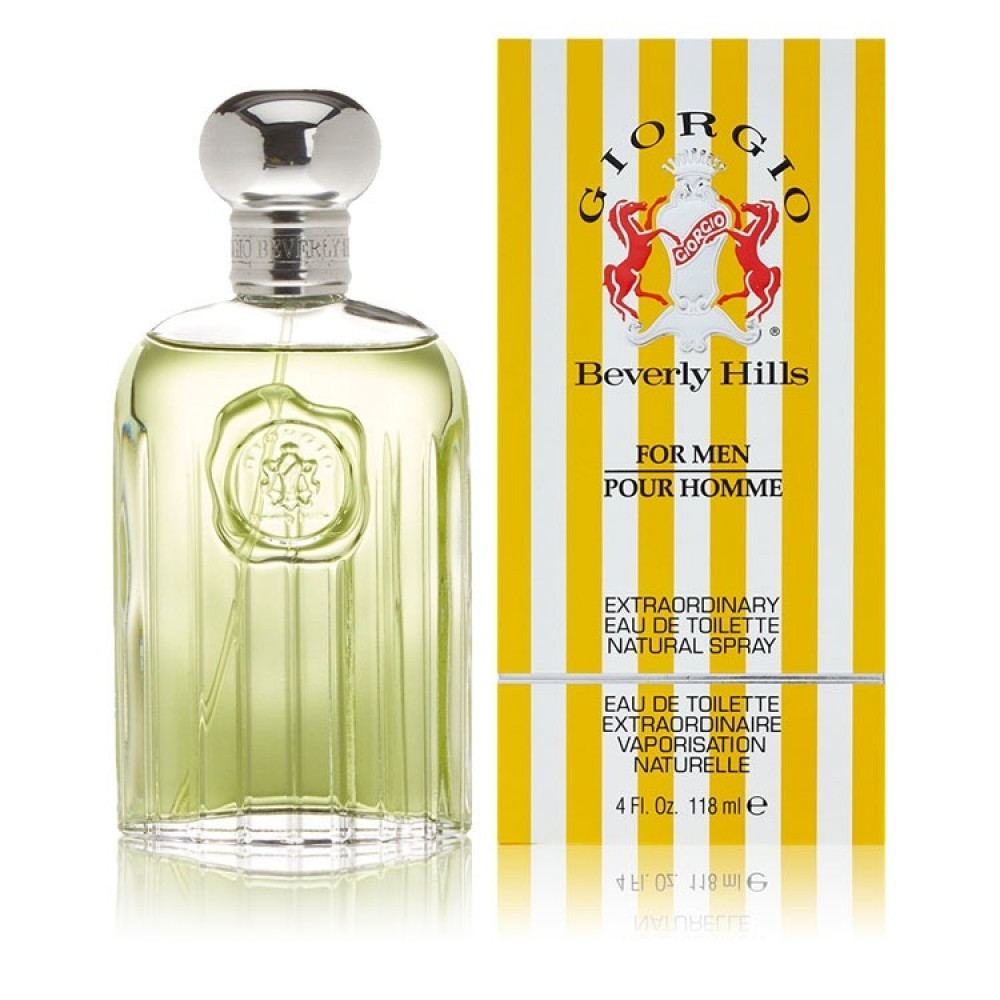 GIORGIO
GIORGIO
Beverly Hills
®
FOR MEN
POUR HOMME
EXTRAORDINARY
EAU DE TOILETTE
NATURAL SPRAY
EAU DE TOILETTE
EXTRAORDINAIRE
VAPORISATION
NATURELLE
4 Fl. Oz. 118 ml ℮
GIO BEVERLY
GIORGIO